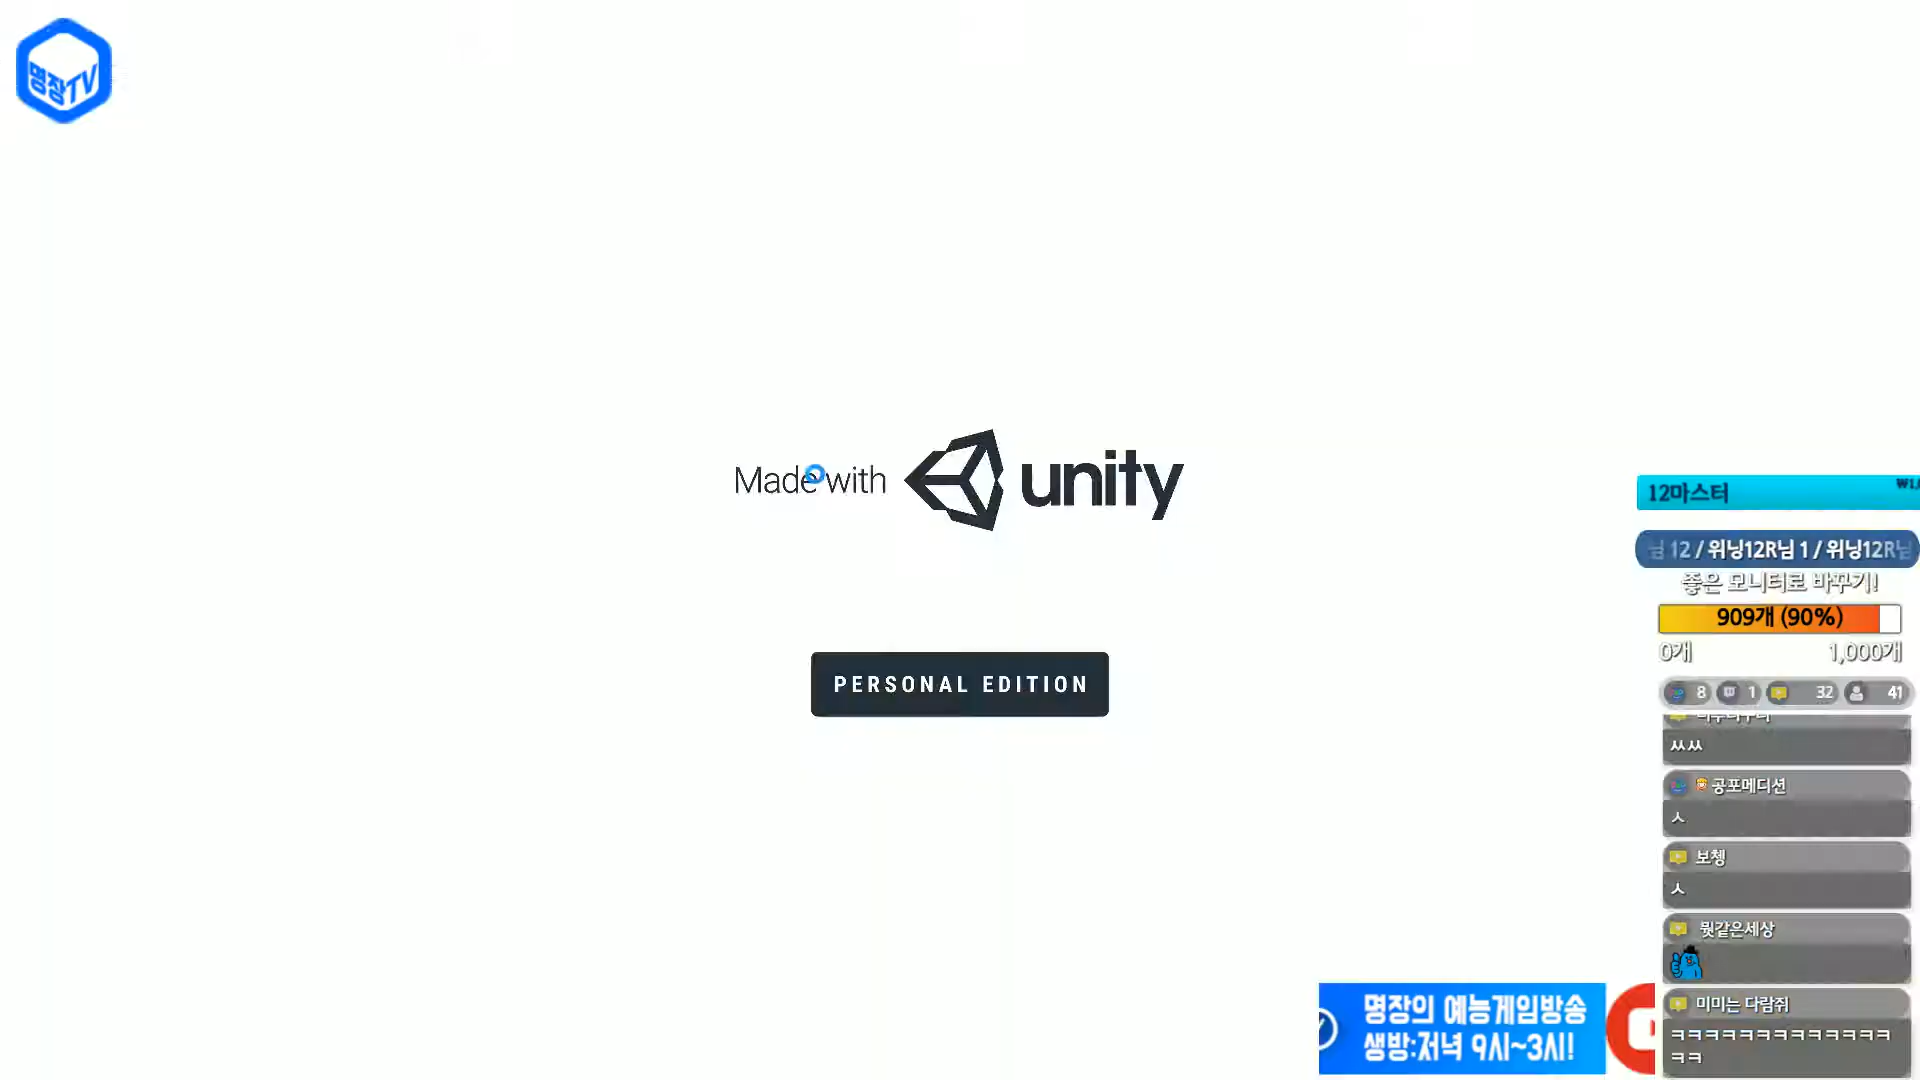 명장TV
Made with unity
PERSONAL EDITION
12마스터
님 12 / 위닝12R님 1 / 위닝12R님
좋은 모니터로 바꾸기!
909개 (90%)
0개 1,000개
8 1 32 41
ㅆㅆ
공포메디션
ㅅ
보쳉
ㅅ
뭣같은세상
미미는 다람쥐
ㅋㅋㅋㅋㅋㅋㅋㅋㅋㅋㅋㅋㅋ
ㅋㅋ
명장의 예능게임방송
생방:저녁 9시~3시!